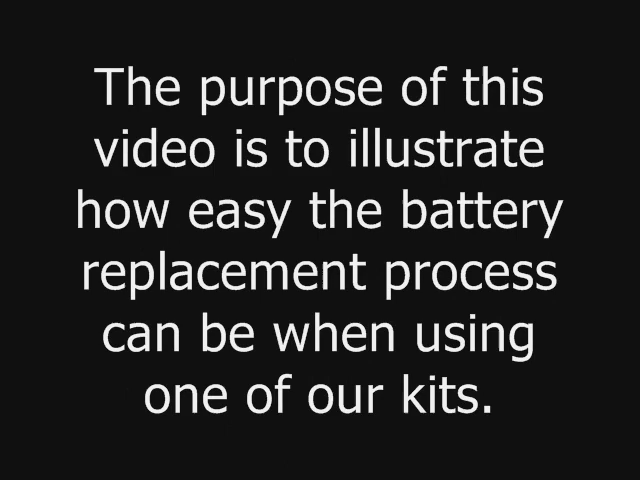 The purpose of this
video is to illustrate
how easy the battery
replacement process
can be when using
one of our kits.